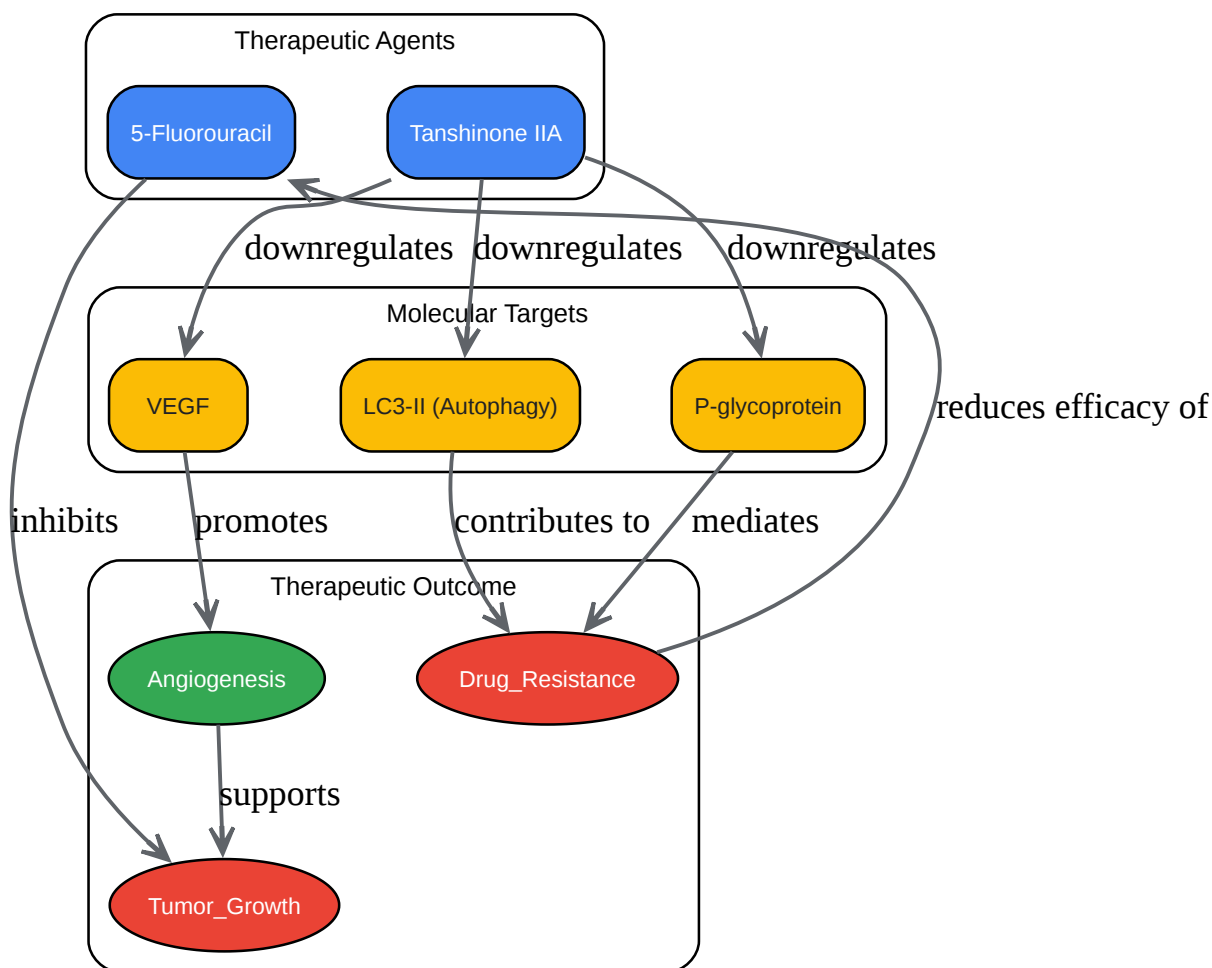 Therapeutic Agents
5-Fluorouracil
Tanshinone IIA
downregulates
downregulates
downregulates
Molecular Targets
VEGF
LC3-II (Autophagy)
P-glycoprotein
reduces efficacy of
inhibits
promotes
contributes to
mediates
Therapeutic Outcome
Angiogenesis
Drug_Resistance
supports
Tumor_Growth